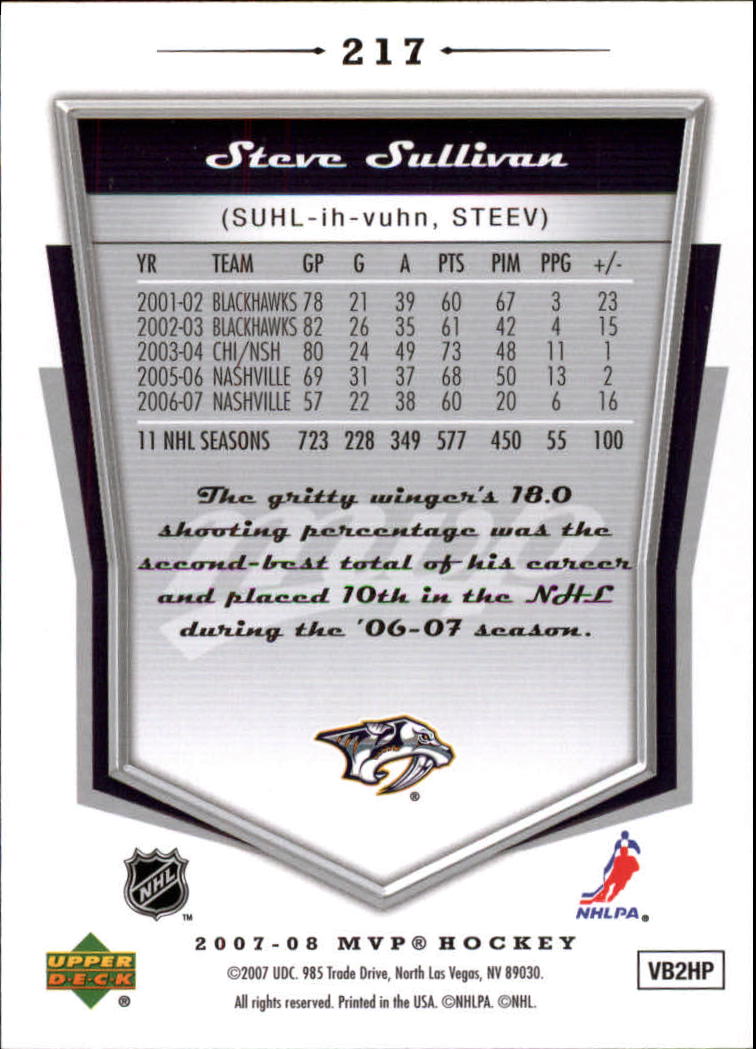 217
Steve Sullivan
(SUHL-ih-vuhn, STEEV)
YR TEAM GP G A PTS PIM PPG +/-
2001-02 BLACKHAWKS 78 21 39 60 67 3 23
2002-03 BLACKHAWKS 82 26 35 61 42 4 15
2003-04 CHI/NSH 80 24 49 73 48 11 1
2005-06 NASHVILLE 69 31 37 68 50 13 2
2006-07 NASHVILLE 57 22 38 60 20 6 16
11 NHL SEASONS 723 228 349 577 450 55 100
mvp
The gritty winger's 18.0
shooting percentage was the
second-best total of his career
and placed 10th in the NHL
during the '06-07 season.
®
NHL
TM
NHLPA®
2007-08 MVP® HOCKEY
UPPER
D·E·C·K
®
©2007 UDC. 985 Trade Drive, North Las Vegas, NV 89030.
All rights reserved. Printed in the USA. ©NHLPA. ©NHL.
VB2HP